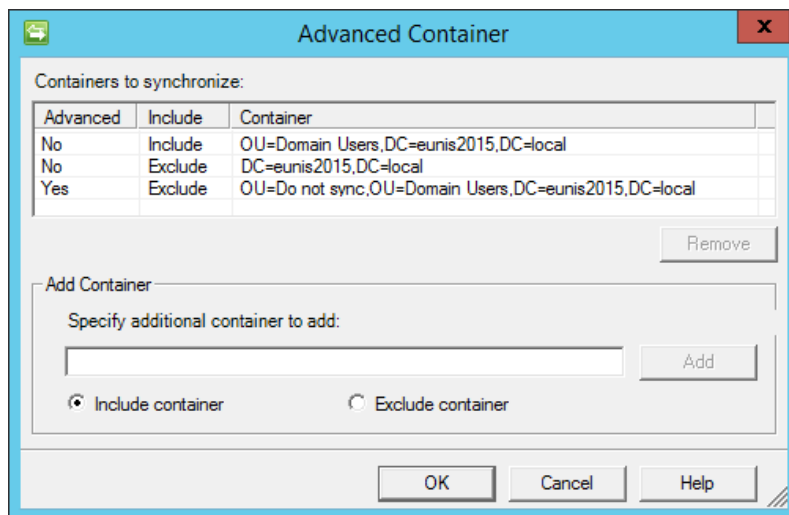 Advanced Container
x
Containers to synchronize:
Advanced Include Container
No Include OU=Domain Users,DC=eunis2015,DC=local
No Exclude DC=eunis2015,DC=local
Yes Exclude OU=Do not sync,OU=Domain Users,DC=eunis2015,DC=local
Remove
Add Container
Specify additional container to add:
Add
Include container Exclude container
OK Cancel Help